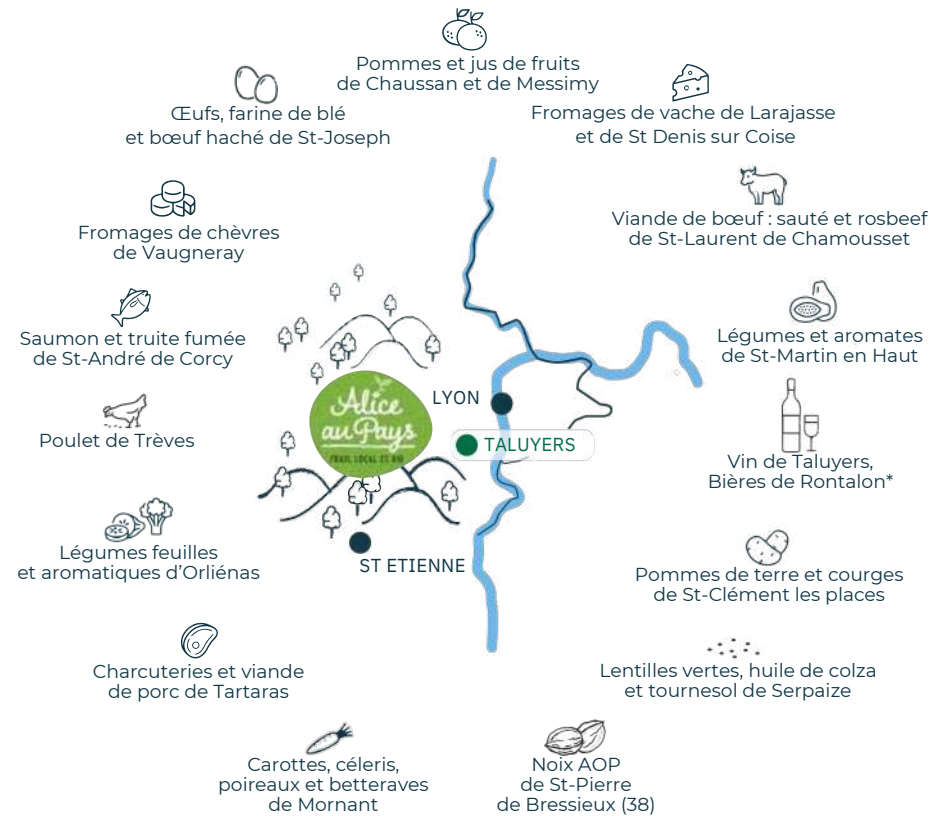 Pommes et jus de fruits
de Chaussan et de Messimy
Œufs, farine de blé
et bœuf haché de St-Joseph
Fromages de vache de Larajasse
et de St Denis sur Coise
Fromages de chèvres
de Vaugneray
Viande de bœuf : sauté et rosbeef
de St-Laurent de Chamousset
Saumon et truite fumée
de St-André de Corcy
Légumes et aromates
de St-Martin en Haut
Poulet de Trèves
Alice
au Pays
FRAIS, LOCAL ET BIO
LYON
TALUYERS
ST ETIENNE
Vin de Taluyers,
Bières de Rontalon*
Légumes feuilles
et aromatiques d’Orliénas
Pommes de terre et courges
de St-Clément les places
Charcuteries et viande
de porc de Tartaras
Lentilles vertes, huile de colza
et tournesol de Serpaize
Carottes, céleris,
poireaux et betteraves
de Mornant
Noix AOP
de St-Pierre
de Bressieux (38)